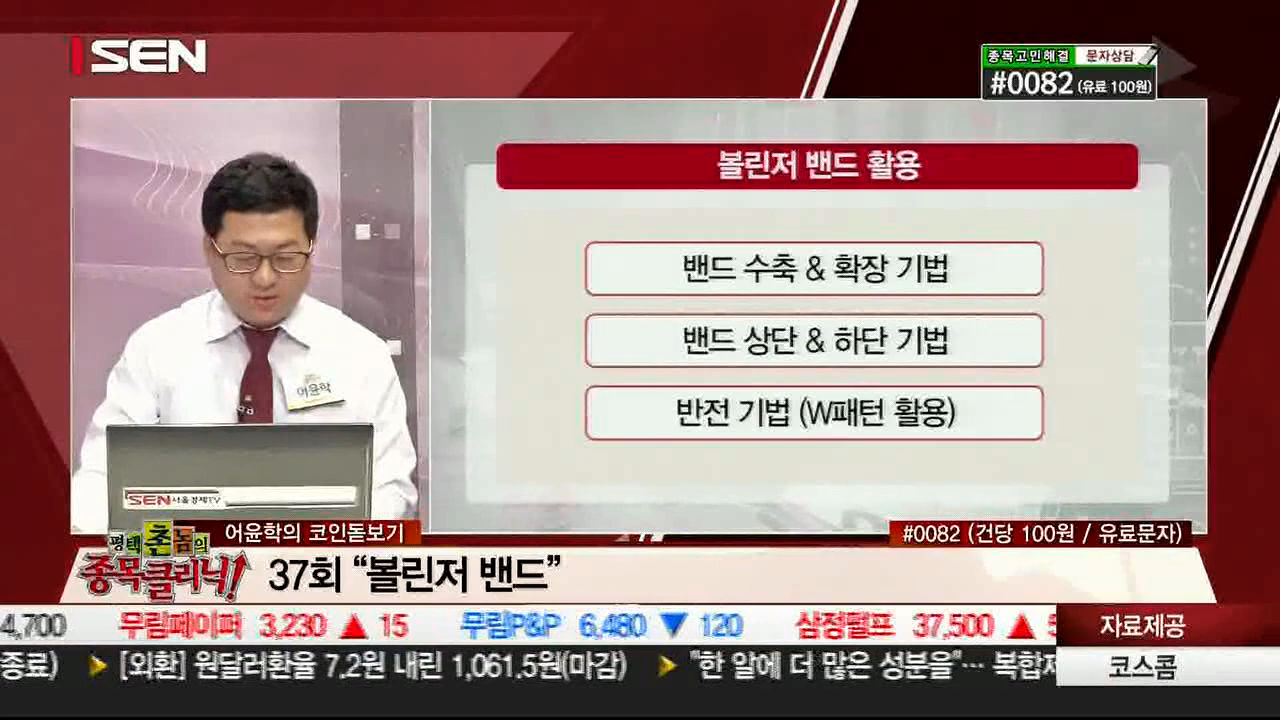 SEN
종목고민해결 문자상담
#0082 (유료 100원)
볼린저 밴드 활용
밴드 수축 & 확장 기법
밴드 상단 & 하단 기법
반전 기법 (W패턴 활용)
어윤학
SEN 서울경제TV
평택촌놈의
종목클리닉!
어윤학의 코인돋보기
#0082 (건당 100원 / 유료문자)
37회 “볼린저 밴드”
4,700 무림페이퍼 3,230 ▲ 15 무림P&P 6,480 ▼ 120 삼정펄프 37,500 ▲
자료제공
종료) [외환] 원달러환율 7.2원 내린 1,061.5원(마감) "한 알에 더 많은 성분을"… 복합
코스콤